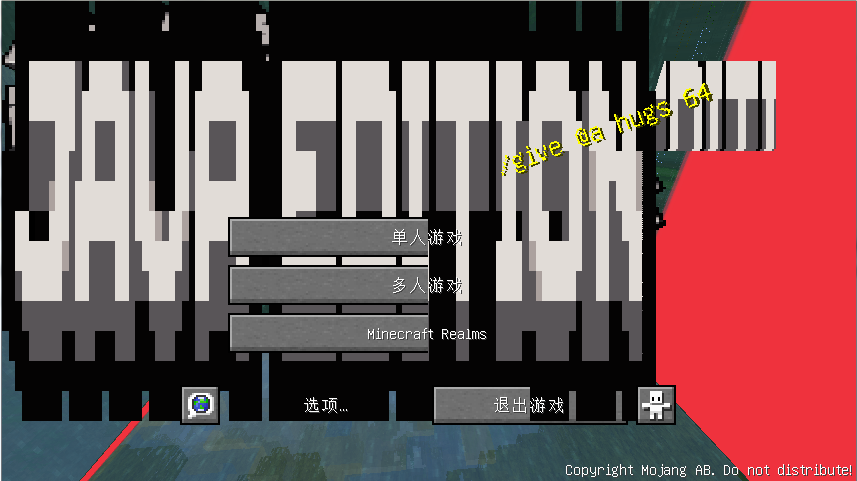 JAVA EDITION
/give @a hugs 64
单人游戏
多人游戏
Minecraft Realms
选项...
退出游戏
Copyright Mojang AB. Do not distribute!